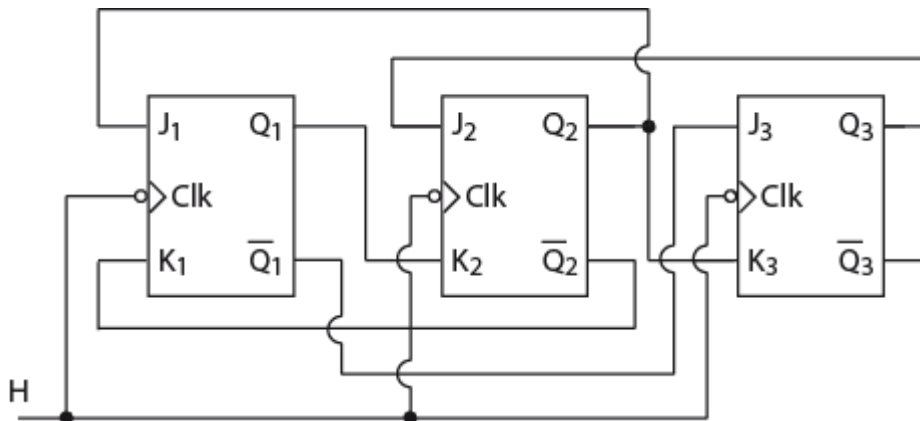 J₁ Q₁ J₂ Q₂ J₃ Q₃
Clk Clk Clk
K₁ Q̅₁ K₂ Q̅₂ K₃ Q̅₃
H